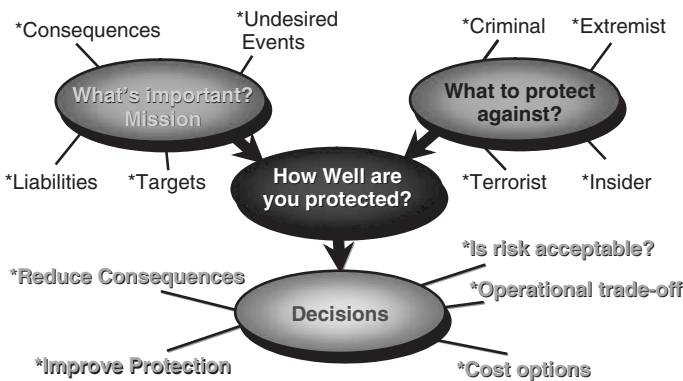 *Consequences
*Undesired
Events
*Criminal
*Extremist
What's important?
Mission
What to protect
against?
*Liabilities
*Targets
*Terrorist
*Insider
How Well are
you protected?
*Is risk acceptable?
*Reduce Consequences
*Operational trade-off
Decisions
*Improve Protection
*Cost options